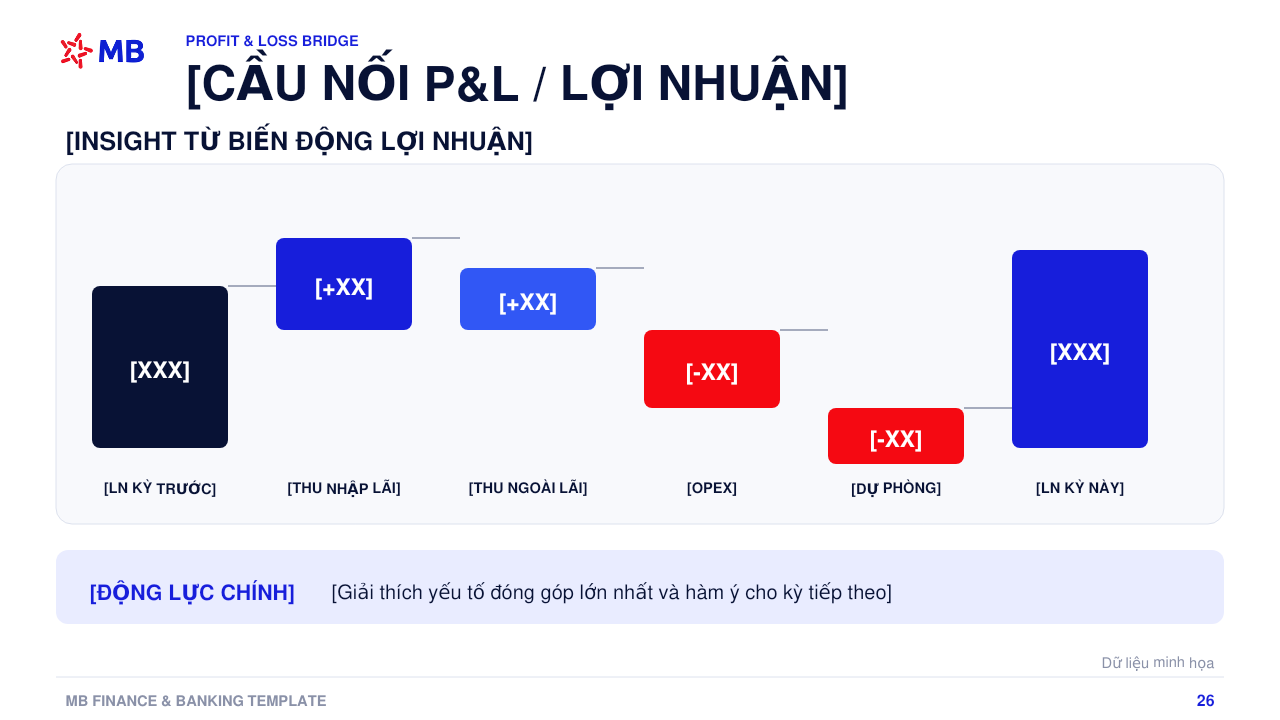 MB
PROFIT & LOSS BRIDGE
[CẦU NỐI P&L / LỢI NHUẬN]
[INSIGHT TỪ BIẾN ĐỘNG LỢI NHUẬN]
[XXX]
[+XX]
[+XX]
[-XX]
[-XX]
[XXX]
[LN KỲ TRƯỚC]
[THU NHẬP LÃI]
[THU NGOÀI LÃI]
[OPEX]
[DỰ PHÒNG]
[LN KỲ NÀY]
[ĐỘNG LỰC CHÍNH] [Giải thích yếu tố đóng góp lớn nhất và hàm ý cho kỳ tiếp theo]
Dữ liệu minh họa
MB FINANCE & BANKING TEMPLATE
26